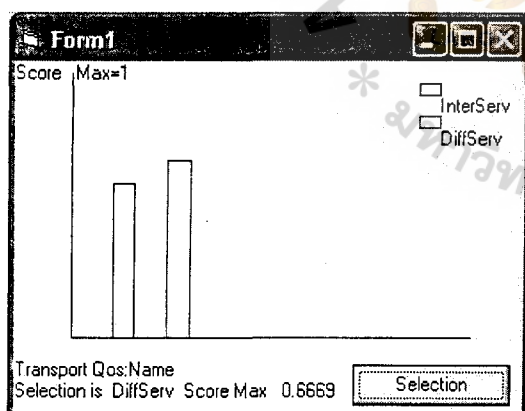 Form1
Score Max=1
InterServ
DiffServ
Transport Qos:Name
Selection is DiffServ Score Max 0.6669
Selection